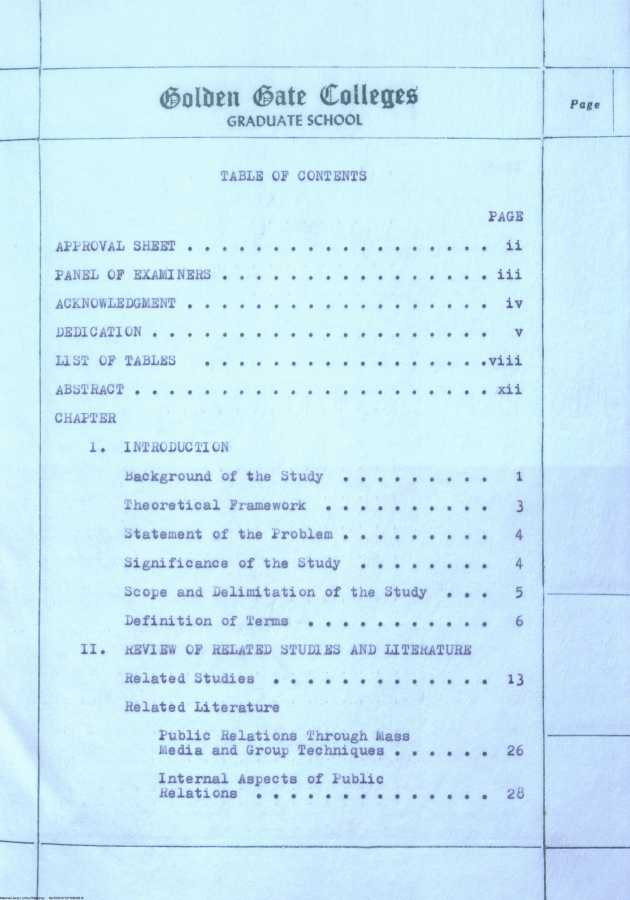 Golden Gate Colleges
GRADUATE SCHOOL
Page
TABLE OF CONTENTS
PAGE
APPROVAL SHEET . . . . . . . . . . . . . . . . . . ii
PANEL OF EXAMINERS . . . . . . . . . . . . . . . . iii
ACKNOWLEDGMENT . . . . . . . . . . . . . . . . . . iv
DEDICATION . . . . . . . . . . . . . . . . . . . . v
LIST OF TABLES . . . . . . . . . . . . . . . . . .viii
ABSTRACT . . . . . . . . . . . . . . . . . . . . . xii
CHAPTER
I. INTRODUCTION
Background of the Study . . . . . . . . . 1
Theoretical Framework . . . . . . . . . . 3
Statement of the Problem . . . . . . . . . 4
Significance of the Study . . . . . . . . 4
Scope and Delimitation of the Study . . . 5
Definition of Terms . . . . . . . . . . . 6
II. REVIEW OF RELATED STUDIES AND LITERATURE
Related Studies . . . . . . . . . . . . . 13
Related Literature
Public Relations Through Mass
Media and Group Techniques . . . . . . 26
Internal Aspects of Public
Relations . . . . . . . . . . . . . . 28